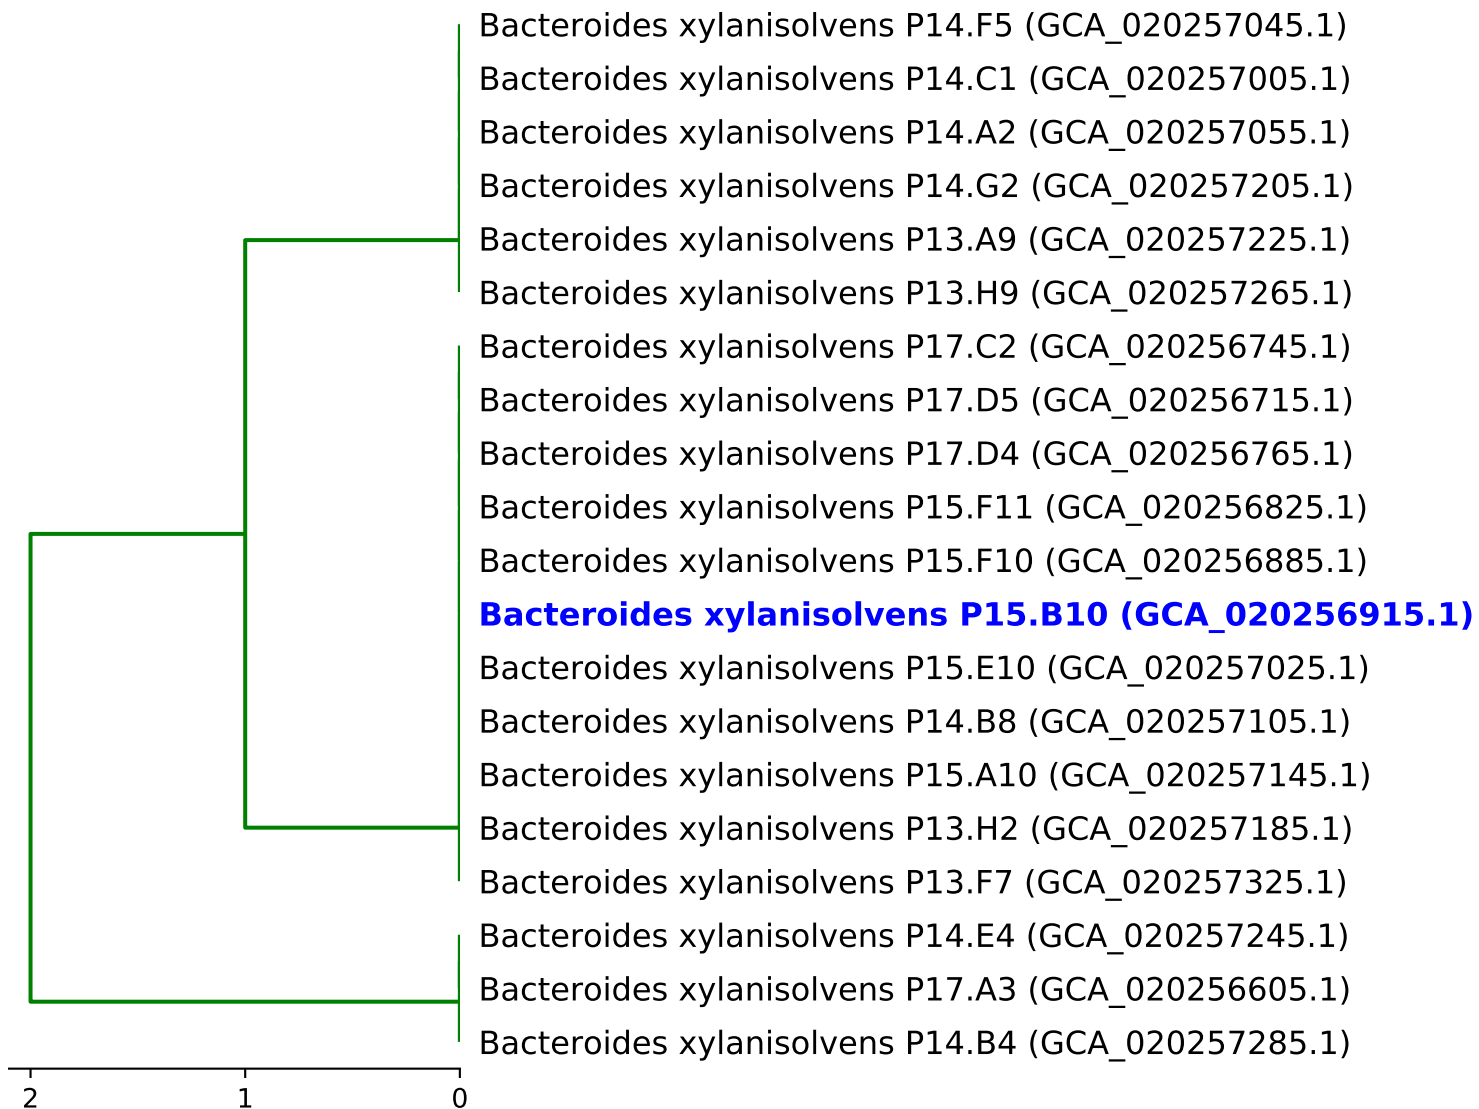 Bacteroides xylanisolvens P14.F5 (GCA_020257045.1)
Bacteroides xylanisolvens P14.C1 (GCA_020257005.1)
Bacteroides xylanisolvens P14.A2 (GCA_020257055.1)
Bacteroides xylanisolvens P14.G2 (GCA_020257205.1)
Bacteroides xylanisolvens P13.A9 (GCA_020257225.1)
Bacteroides xylanisolvens P13.H9 (GCA_020257265.1)
Bacteroides xylanisolvens P17.C2 (GCA_020256745.1)
Bacteroides xylanisolvens P17.D5 (GCA_020256715.1)
Bacteroides xylanisolvens P17.D4 (GCA_020256765.1)
Bacteroides xylanisolvens P15.F11 (GCA_020256825.1)
Bacteroides xylanisolvens P15.F10 (GCA_020256885.1)
Bacteroides xylanisolvens P15.B10 (GCA_020256915.1)
Bacteroides xylanisolvens P15.E10 (GCA_020257025.1)
Bacteroides xylanisolvens P14.B8 (GCA_020257105.1)
Bacteroides xylanisolvens P15.A10 (GCA_020257145.1)
Bacteroides xylanisolvens P13.H2 (GCA_020257185.1)
Bacteroides xylanisolvens P13.F7 (GCA_020257325.1)
Bacteroides xylanisolvens P14.E4 (GCA_020257245.1)
Bacteroides xylanisolvens P17.A3 (GCA_020256605.1)
Bacteroides xylanisolvens P14.B4 (GCA_020257285.1)
2 1 0